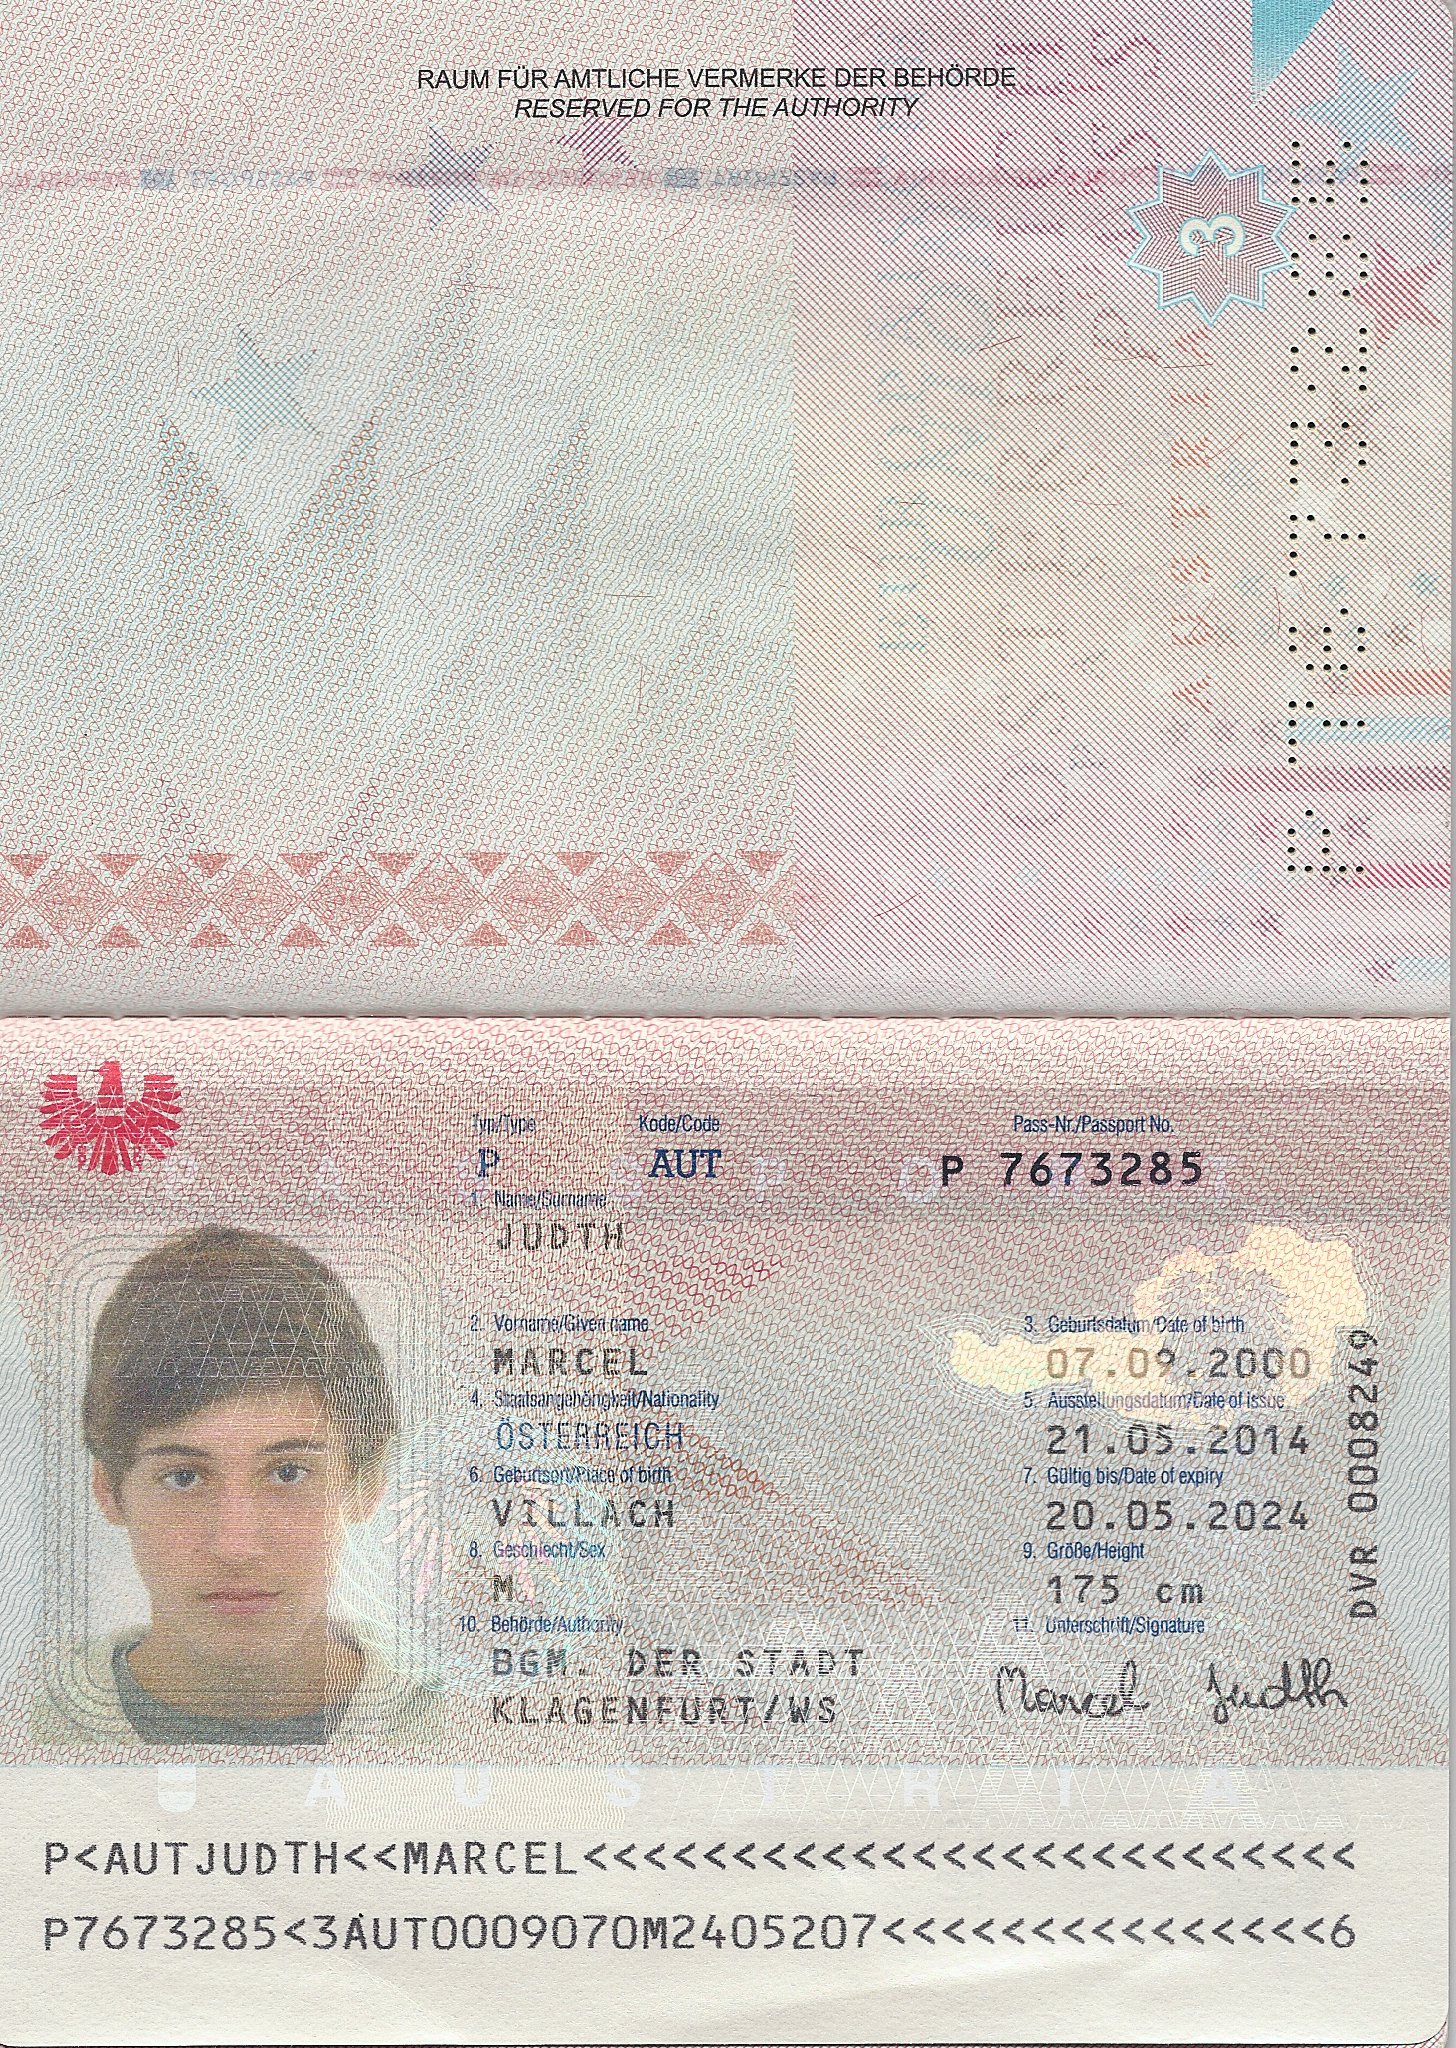 RAUM FÜR AMTLICHE VERMERKE DER BEHÖRDE
RESERVED FOR THE AUTHORITY
3
P 7673285
Typ/Type
Kode/Code
Pass-Nr./Passport No.
P
AUT
P 7673285
1. Name/Surname
JUDTH
2. Vorname/Given name
3. Geburtsdatum/Date of birth
MARCEL
07.09.2000
4. Staatsangehörigkeit/Nationality
5. Ausstellungsdatum/Date of issue
ÖSTERREICH
21.05.2014
6. Geburtsort/Place of birth
7. Gültig bis/Date of expiry
VILLACH
20.05.2024
8. Geschlecht/Sex
9. Größe/Height
M
175 cm
10. Behörde/Authority
11. Unterschrift/Signature
BGM. DER STADT
KLAGENFURT/WS
Marcel Judth
DVR 0008249
AUSTRIA
P<AUTJUDTH<<MARCEL<<<<<<<<<<<<<<<<<<<<<<<<<<
P7673285<3AUT0009070M2405207<<<<<<<<<<<<<<<6